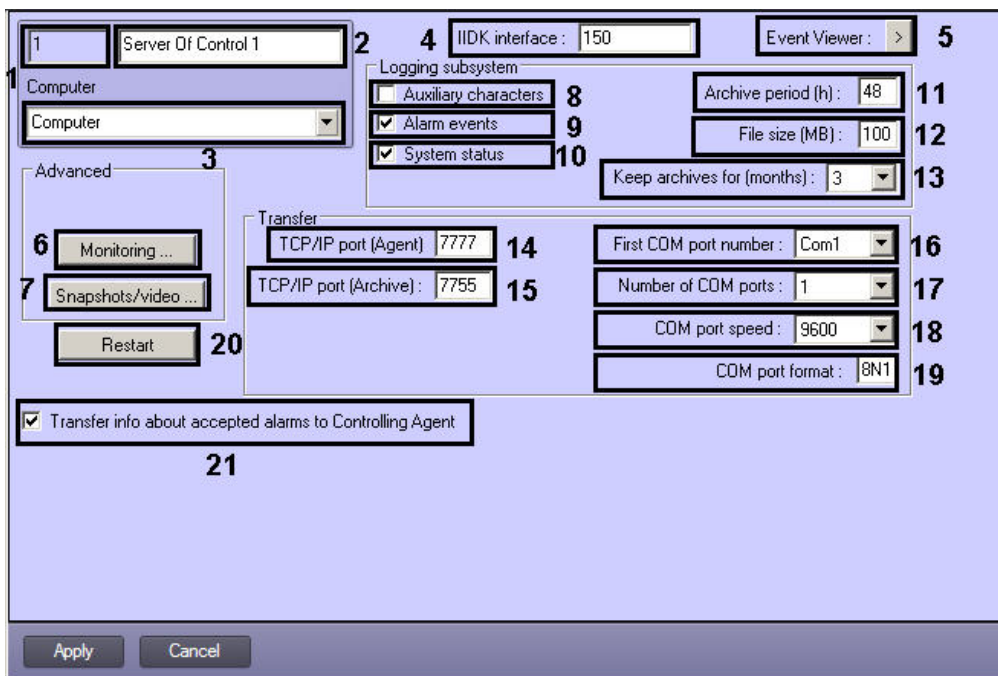 1 Server Of Control 1 2 4 IIDK interface : 150 Event Viewer : > 5
1
Logging subsystem
Computer Auxiliary characters 8 Archive period (h) : 48 11
Computer Alarm events 9 File size (MB) : 100 12
3 System status 10
Advanced Keep archives for (months) : 3 13
Transfer
6 Monitoring ... TCP/IP port (Agent) 7777 14 First COM port number : Com1 16
7 Snapshots/video ... TCP/IP port (Archive) : 7755 15 Number of COM ports : 1 17
Restart 20 COM port speed : 9600 18
COM port format : 8N1 19
Transfer info about accepted alarms to Controlling Agent
21
Apply Cancel